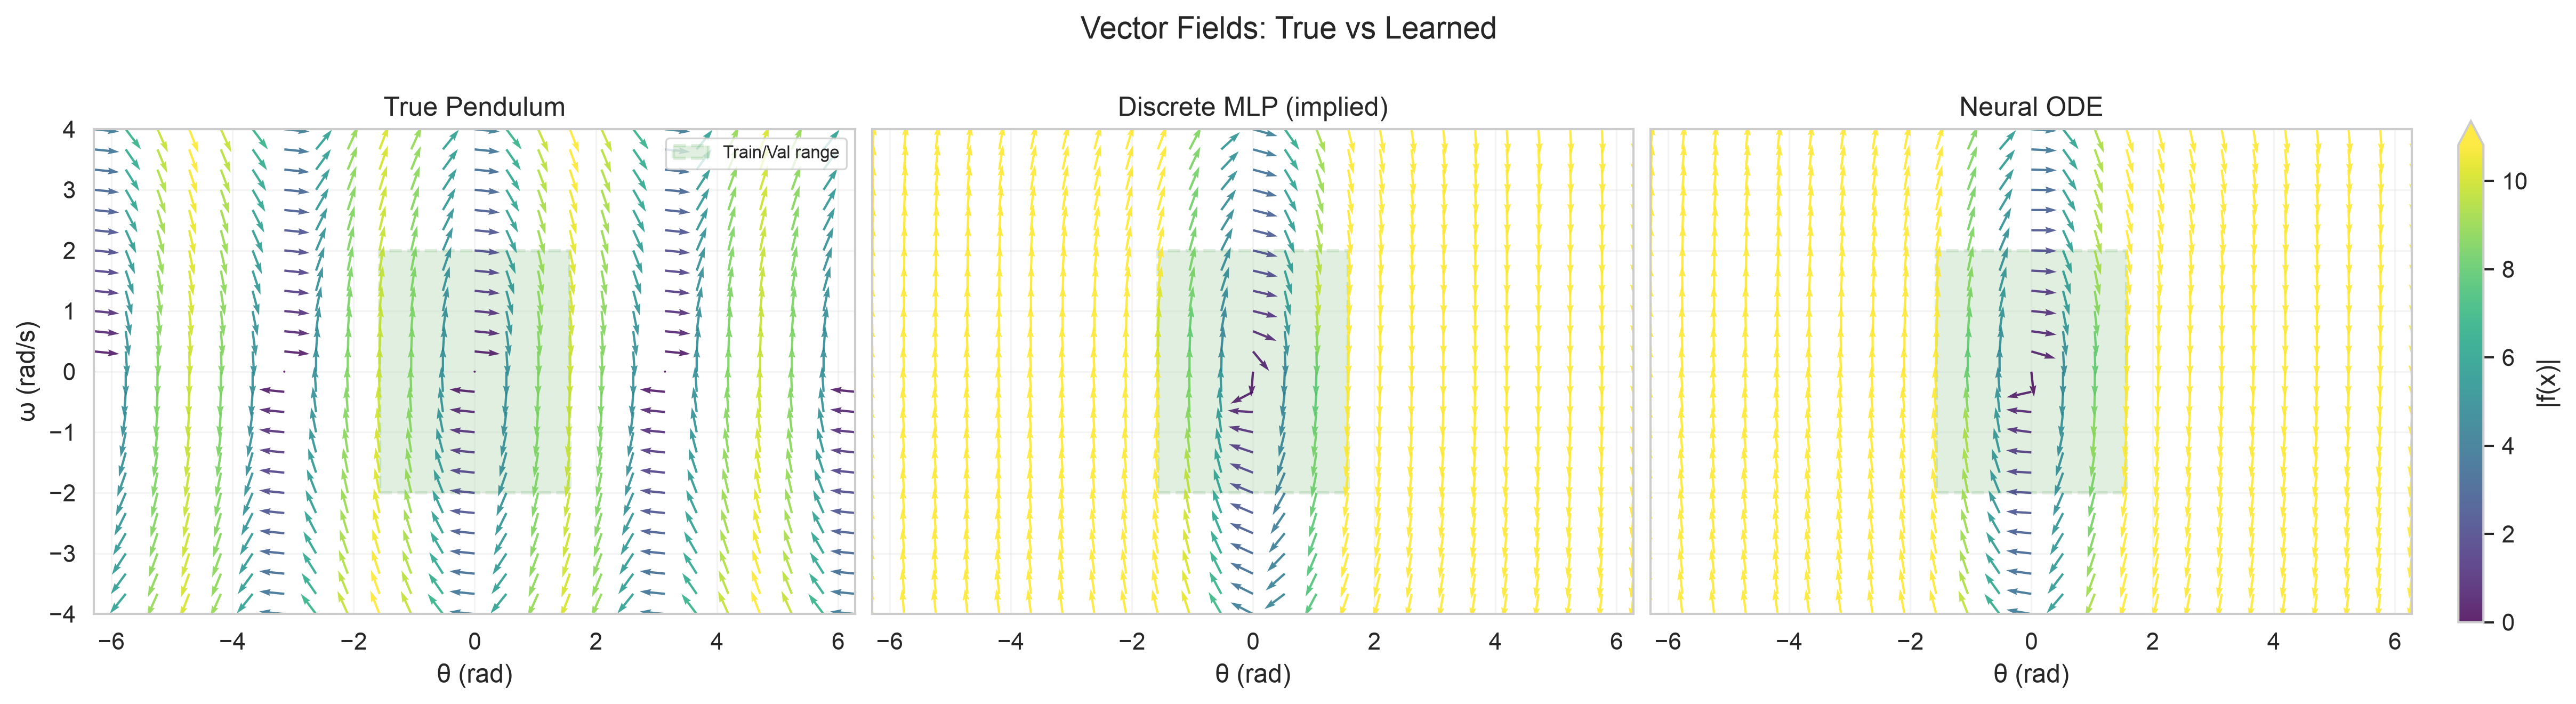 Vector Fields: True vs Learned
True Pendulum
Train/Val range
ω (rad/s)
4
3
2
1
0
−1
−2
−3
−4
−6 −4 −2 0 2 4 6
θ (rad)
Discrete MLP (implied)
−6 −4 −2 0 2 4 6
θ (rad)
Neural ODE
−6 −4 −2 0 2 4 6
θ (rad)
10
8
6
4
2
0
|f(x)|